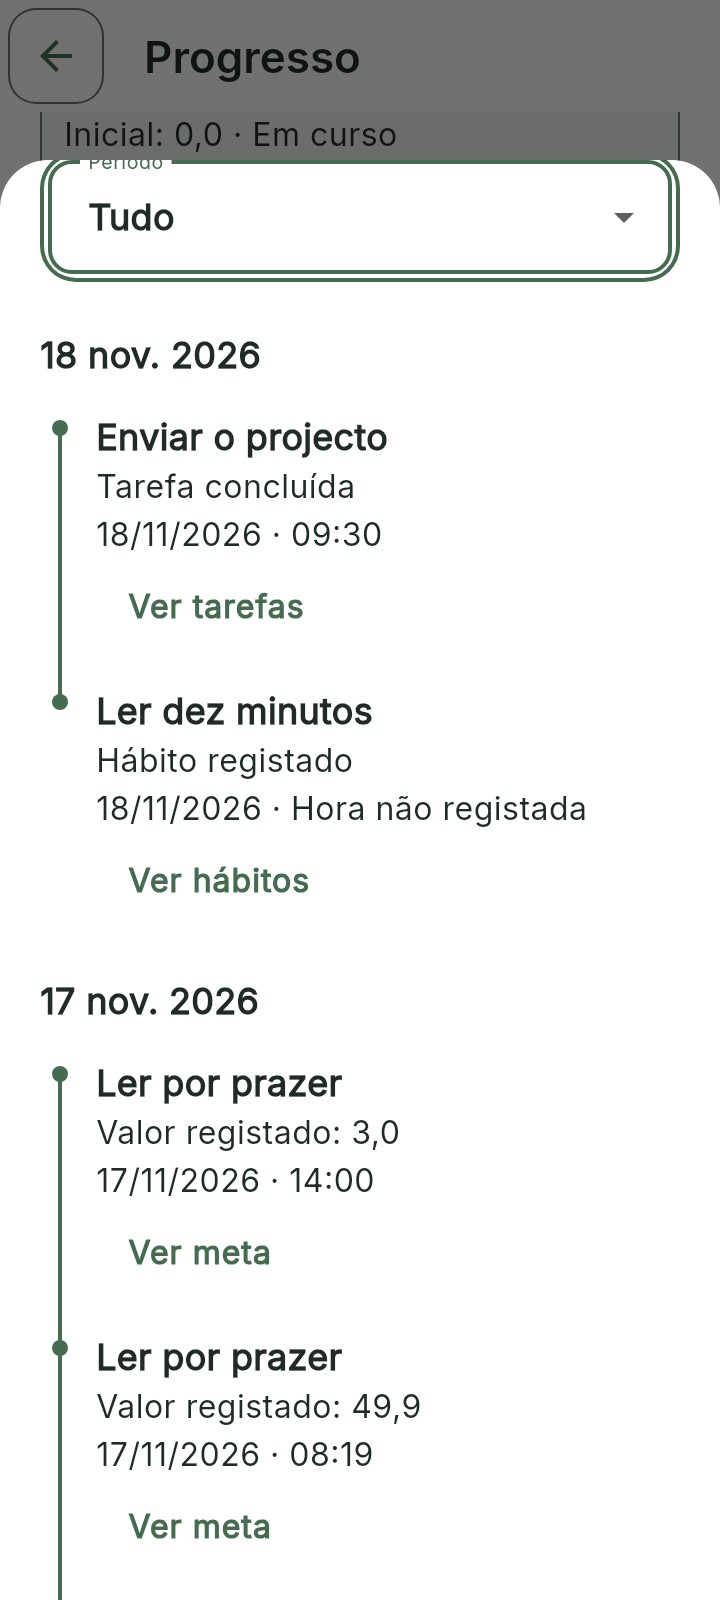 Progresso
Inicial: 0,0 · Em curso
Período
Tudo
18 nov. 2026
Enviar o projecto
Tarefa concluída
18/11/2026 · 09:30
Ver tarefas
Ler dez minutos
Hábito registado
18/11/2026 · Hora não registada
Ver hábitos
17 nov. 2026
Ler por prazer
Valor registado: 3,0
17/11/2026 · 14:00
Ver meta
Ler por prazer
Valor registado: 49,9
17/11/2026 · 08:19
Ver meta